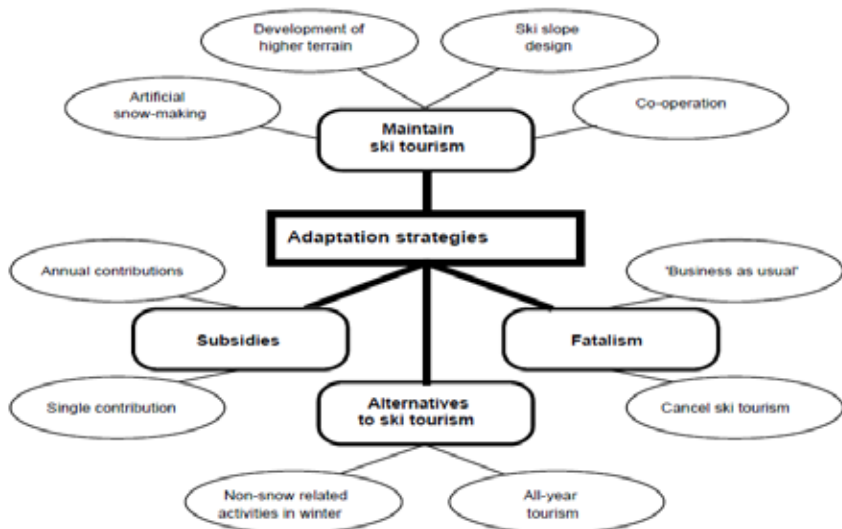 Development of
higher terrain
Ski slope
design
Artificial
snow-making
Co-operation
Maintain
ski tourism
Adaptation strategies
Annual contributions
'Business as usual'
Subsidies
Fatalism
Single contribution
Alternatives
to ski tourism
Cancel ski tourism
Non-snow related
activities in winter
All-year
tourism